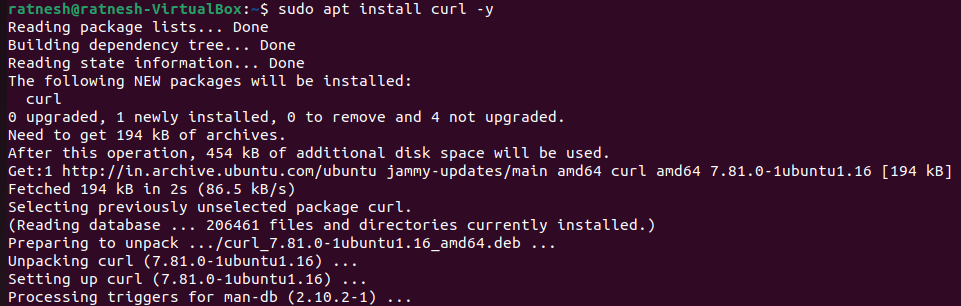 ratnesh@ratnesh-VirtualBox:~$ sudo apt install curl -y
Reading package lists... Done
Building dependency tree... Done
Reading state information... Done
The following NEW packages will be installed:
  curl
0 upgraded, 1 newly installed, 0 to remove and 4 not upgraded.
Need to get 194 kB of archives.
After this operation, 454 kB of additional disk space will be used.
Get:1 http://in.archive.ubuntu.com/ubuntu jammy-updates/main amd64 curl amd64 7.81.0-1ubuntu1.16 [194 kB]
Fetched 194 kB in 2s (86.5 kB/s)
Selecting previously unselected package curl.
(Reading database ... 206461 files and directories currently installed.)
Preparing to unpack .../curl_7.81.0-1ubuntu1.16_amd64.deb ...
Unpacking curl (7.81.0-1ubuntu1.16) ...
Setting up curl (7.81.0-1ubuntu1.16) ...
Processing triggers for man-db (2.10.2-1) ...